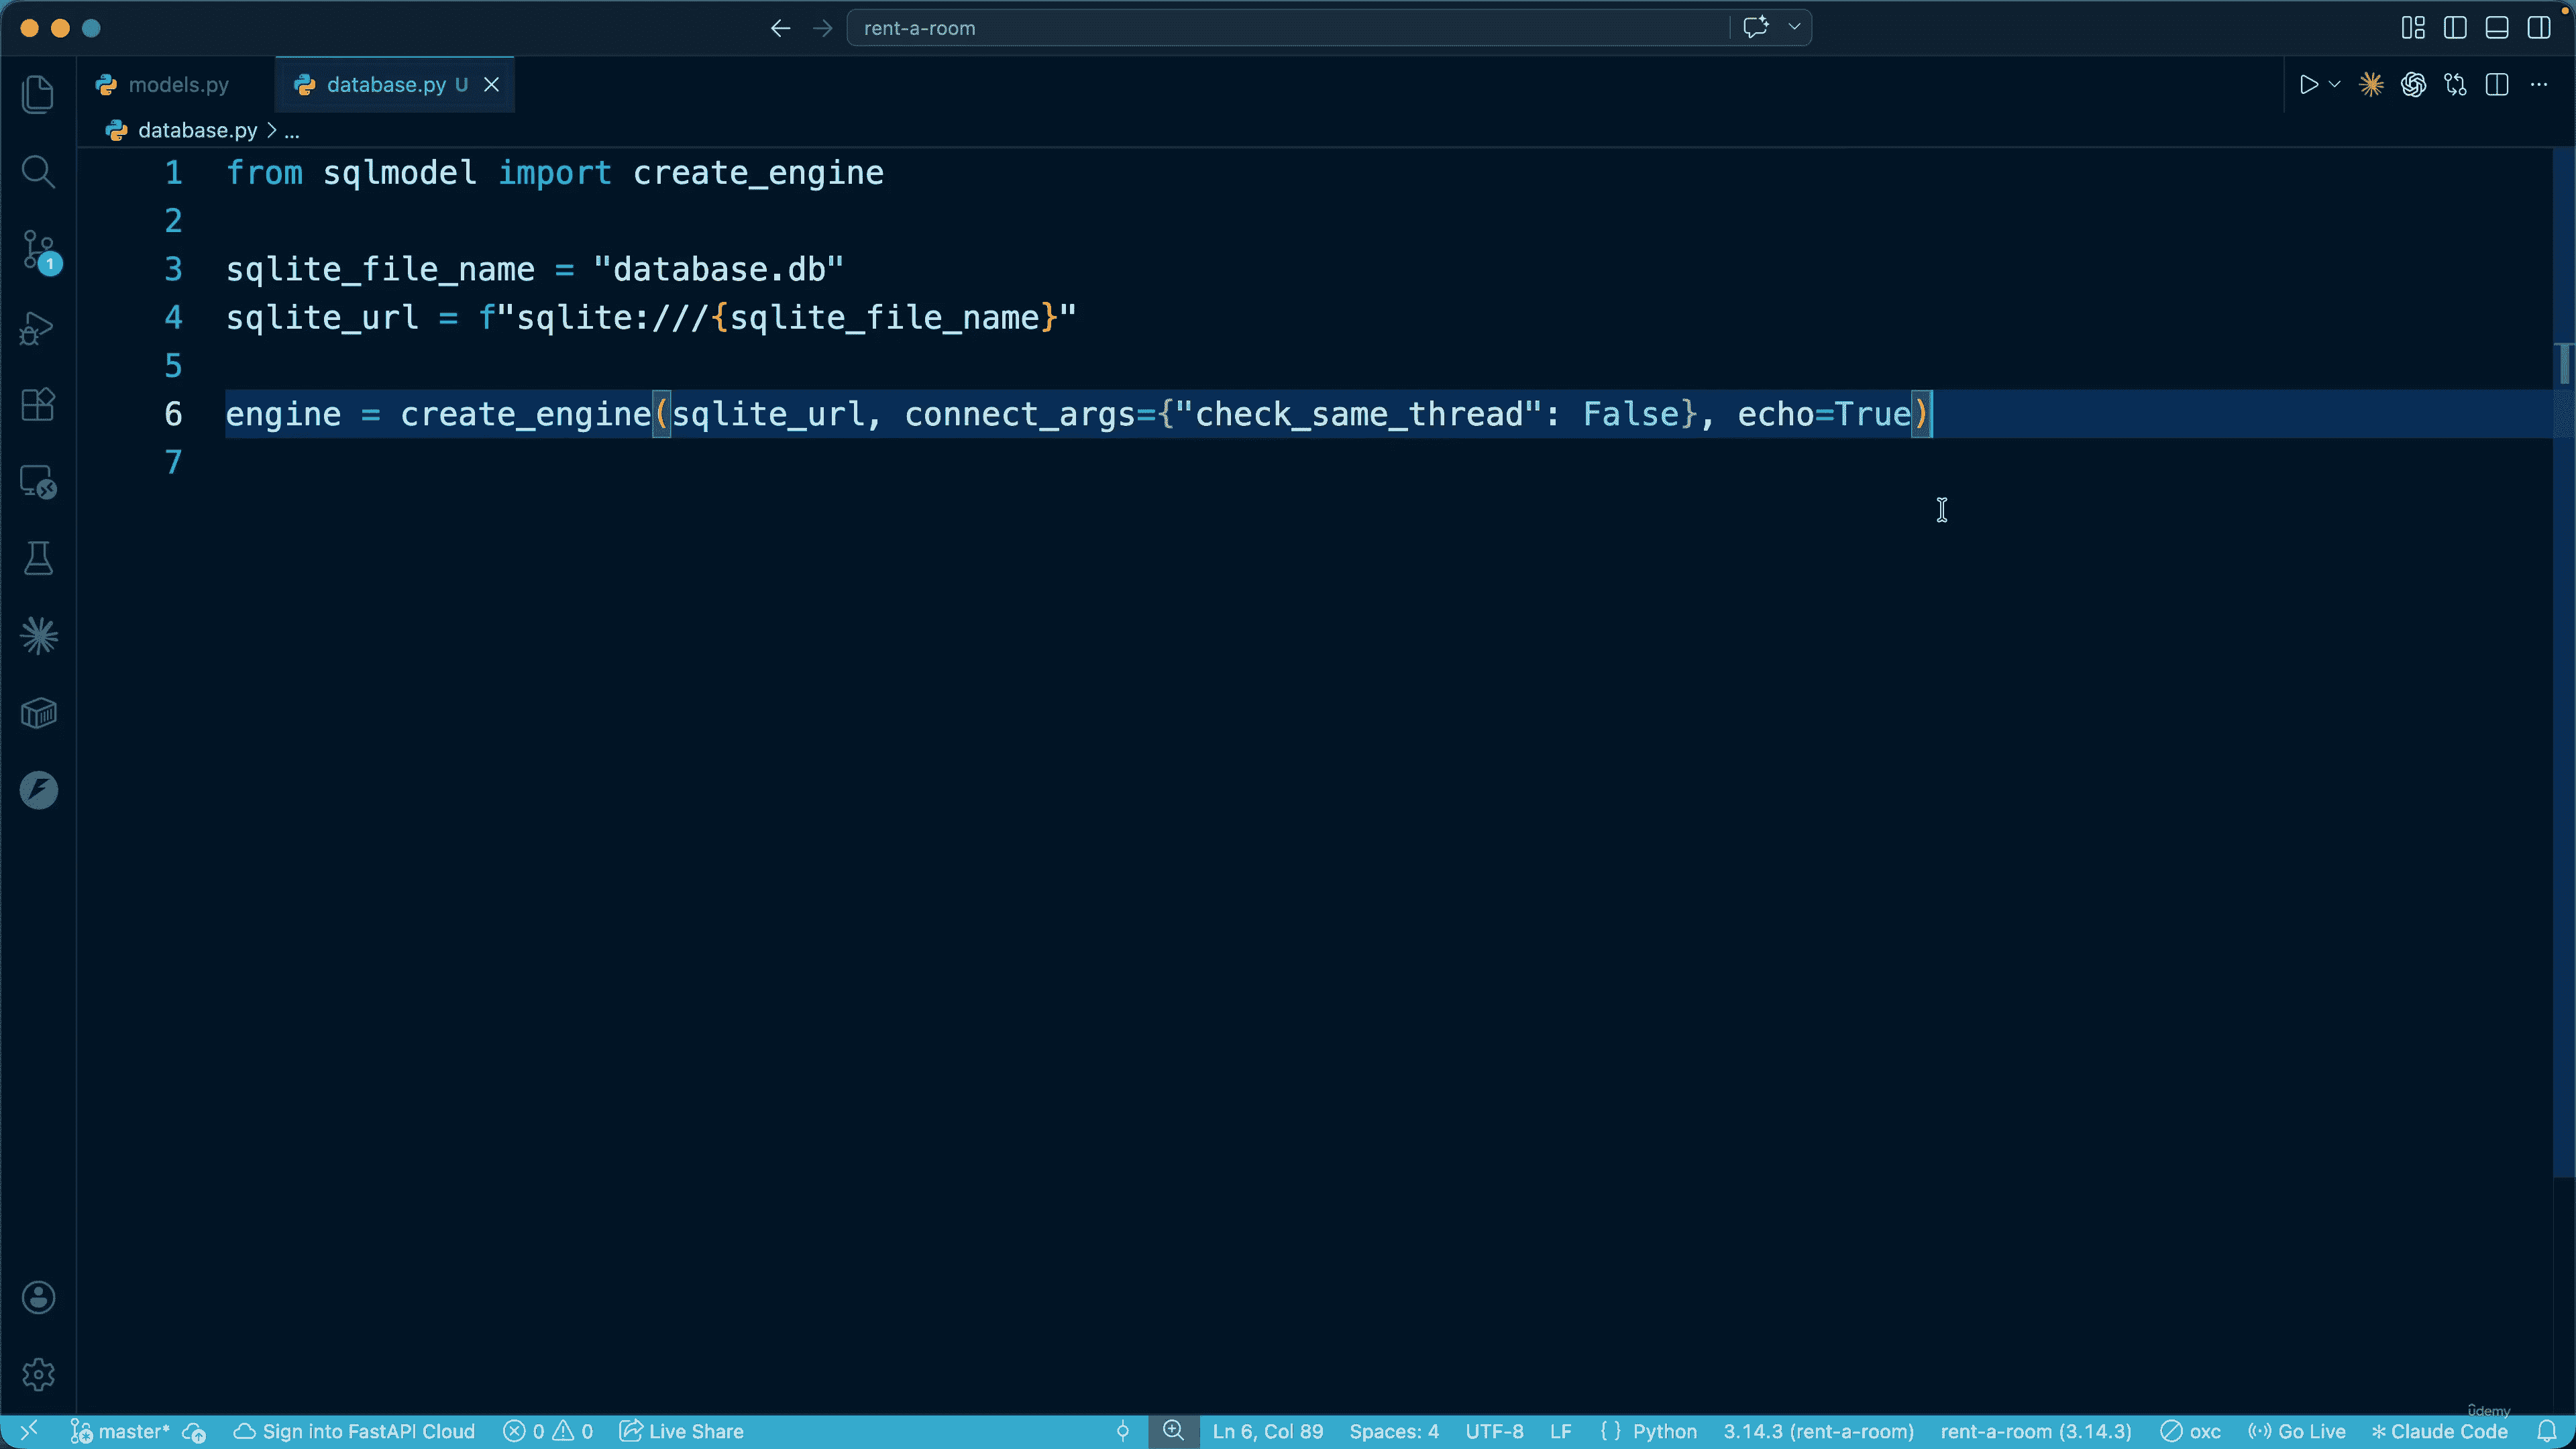 rent-a-room
models.py
database.py U
database.py > ...
1 from sqlmodel import create_engine
2
3 sqlite_file_name = "database.db"
4 sqlite_url = f"sqlite:///{sqlite_file_name}"
5
6 engine = create_engine(sqlite_url, connect_args={"check_same_thread": False}, echo=True)
7
1
ûdemy
master* Sign into FastAPI Cloud 0 0 Live Share Ln 6, Col 89 Spaces: 4 UTF-8 LF { } Python 3.14.3 (rent-a-room) rent-a-room (3.14.3) oxc Go Live Claude Code